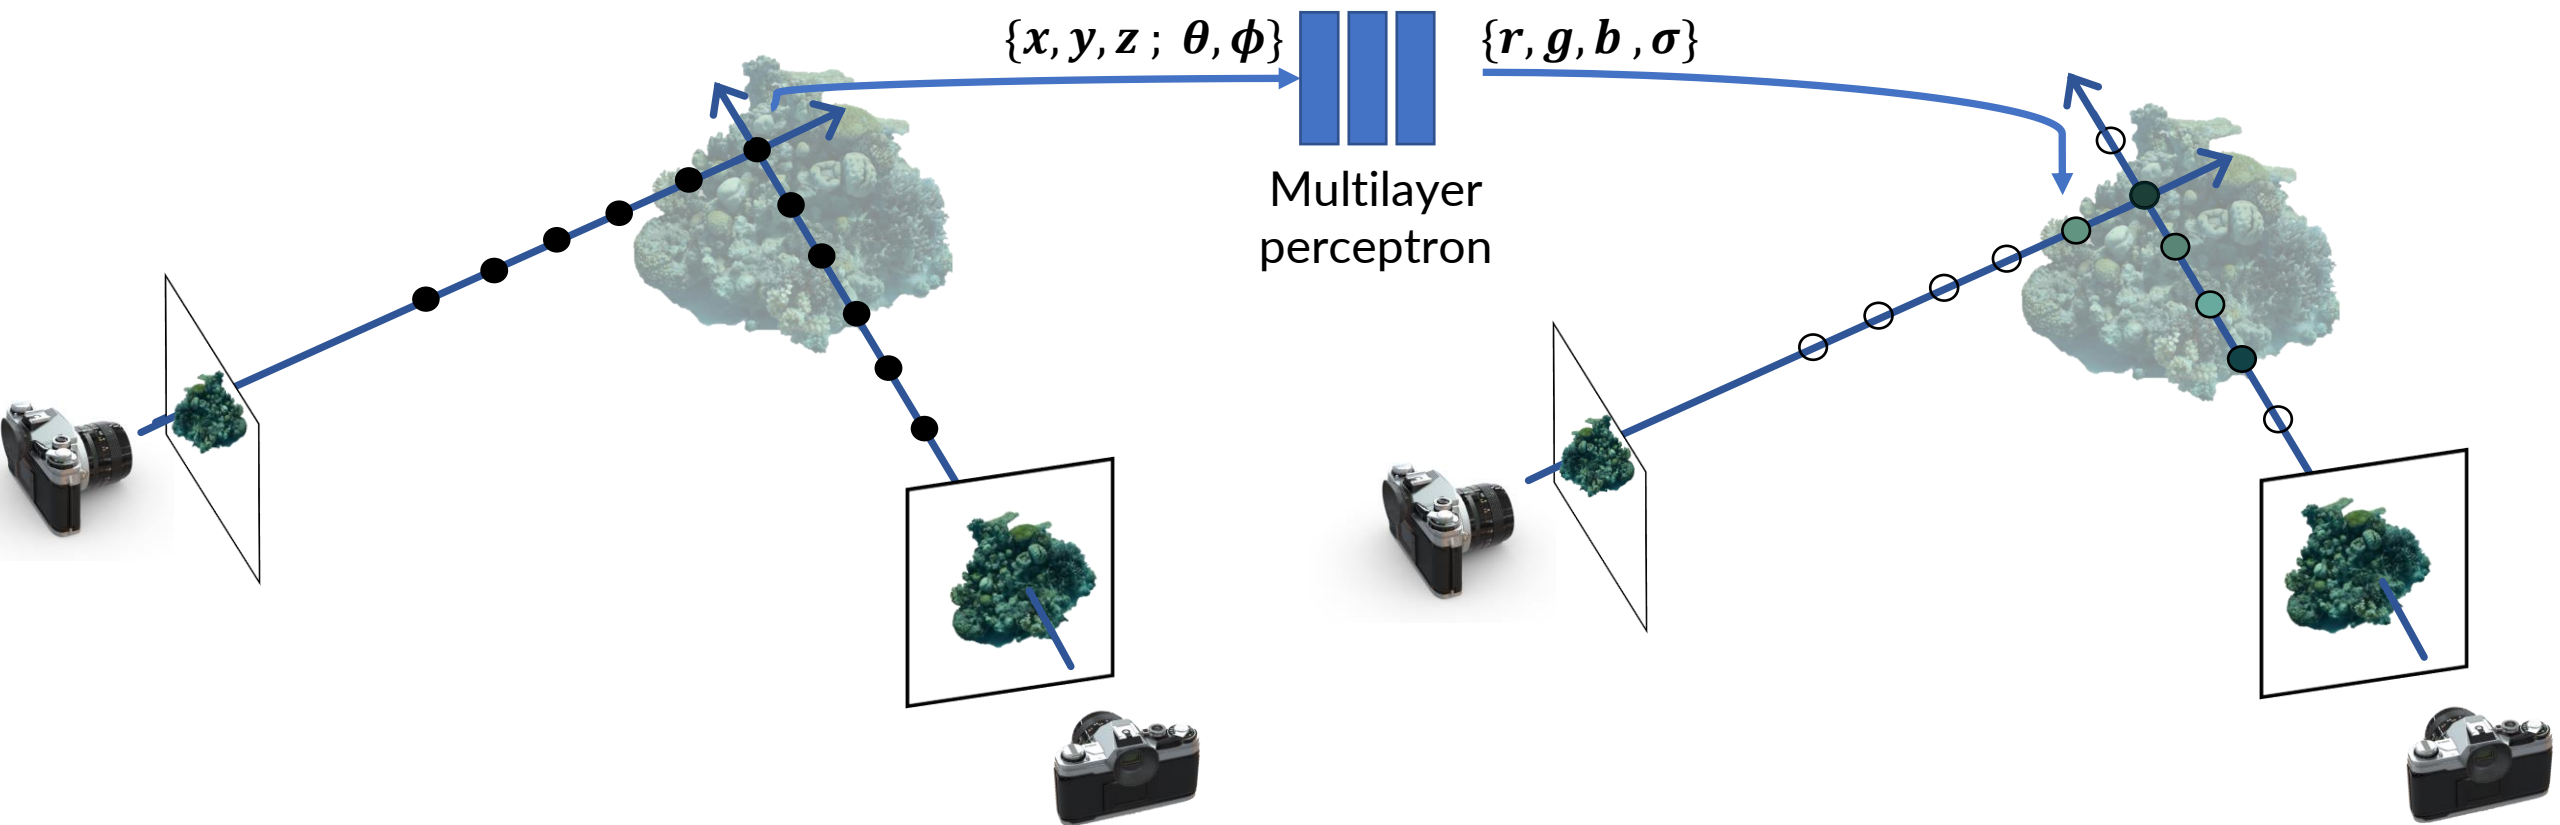 {x, y, z ; θ, ϕ}
{r, g, b , σ}
Multilayer
perceptron